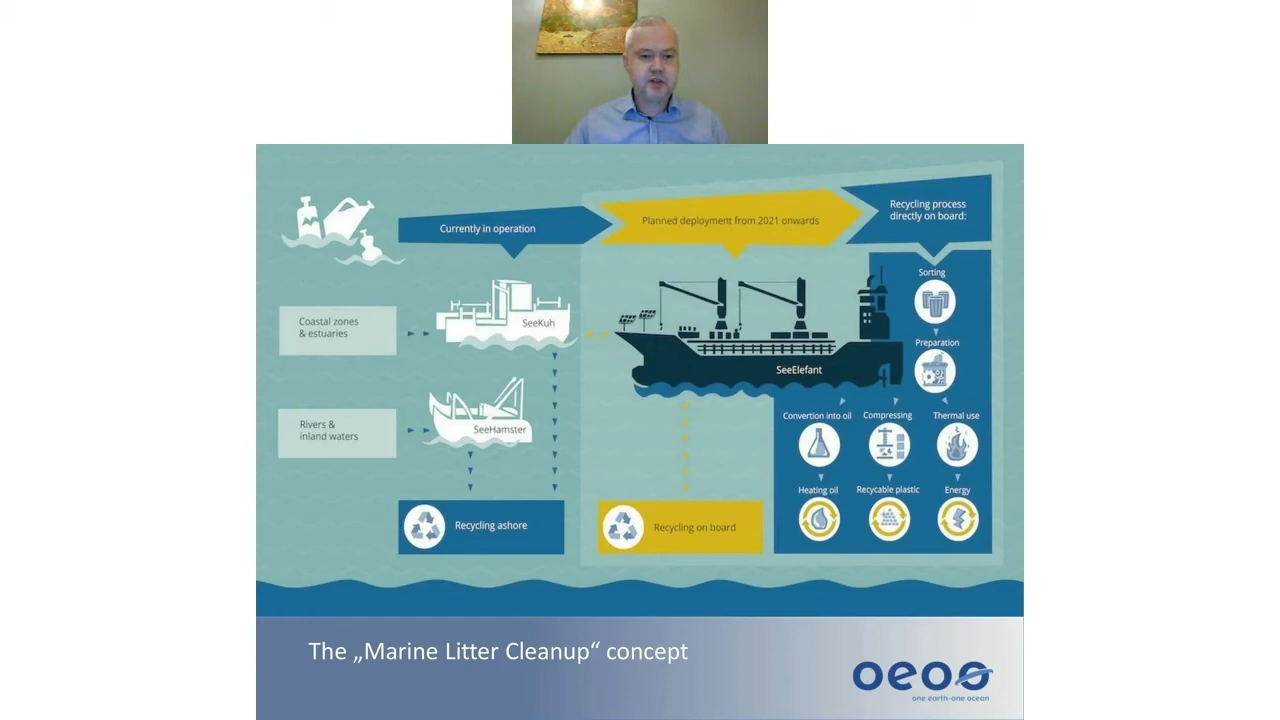 Currently in operation
Planned deployment from 2021 onwards
Recycling process
directly on board:
Coastal zones
& estuaries
SeeKuh
Rivers &
inland waters
SeeHamster
SeeElefant
Sorting
Preparation
Convertion into oil
Compressing
Thermal use
Heating oil
Recycable plastic
Energy
Recycling ashore
Recycling on board
The „Marine Litter Cleanup“ concept
oeoo
one earth-one ocean